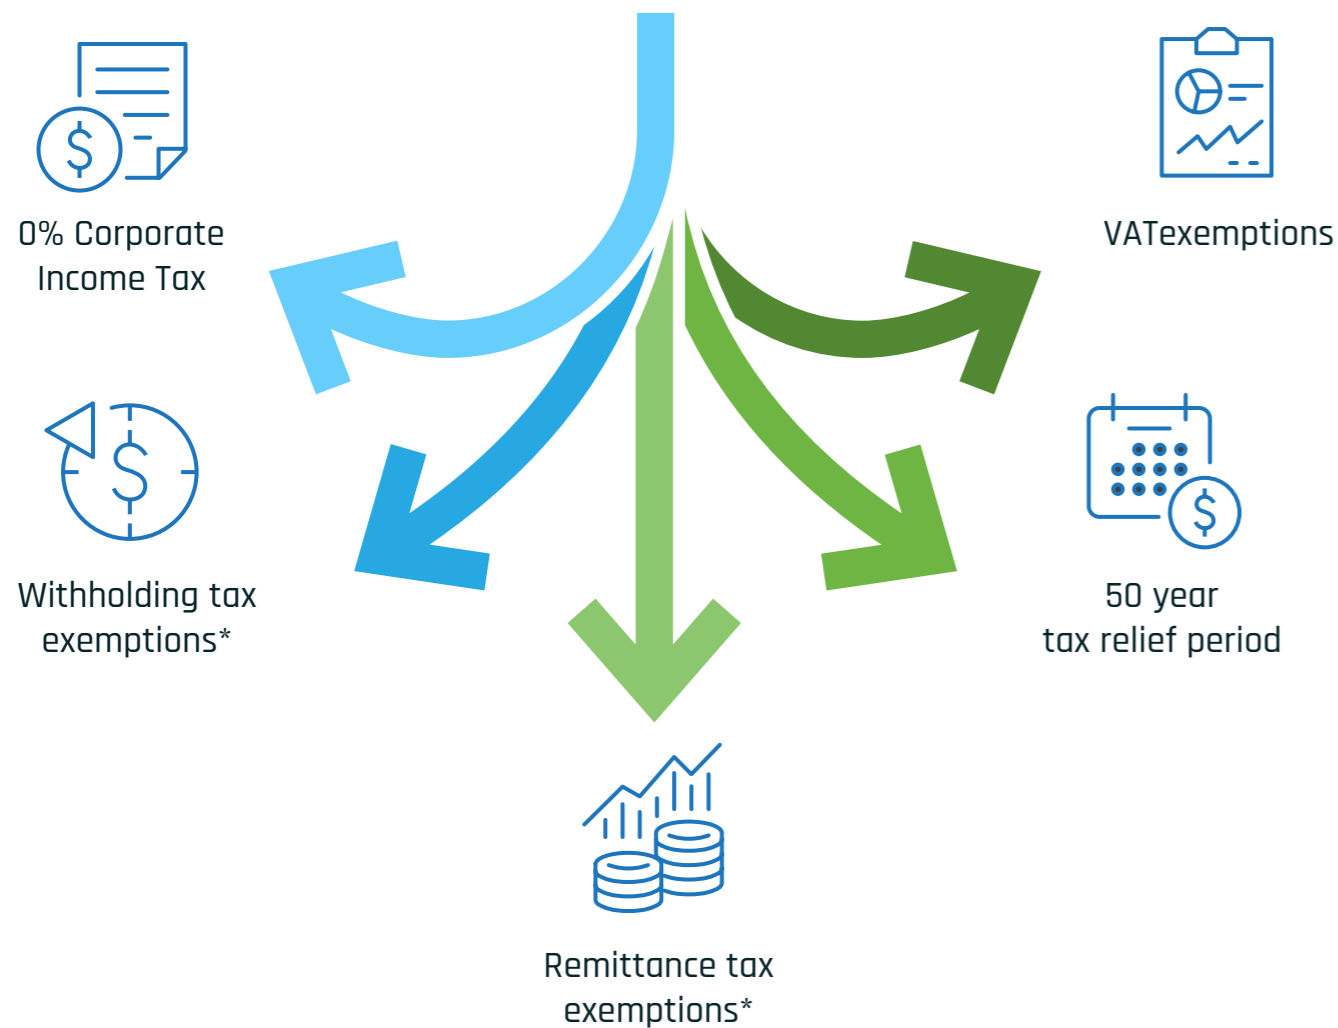 0% Corporate
Income Tax
VATexemptions
Withholding tax
exemptions*
50 year
tax relief period
Remittance tax
exemptions*